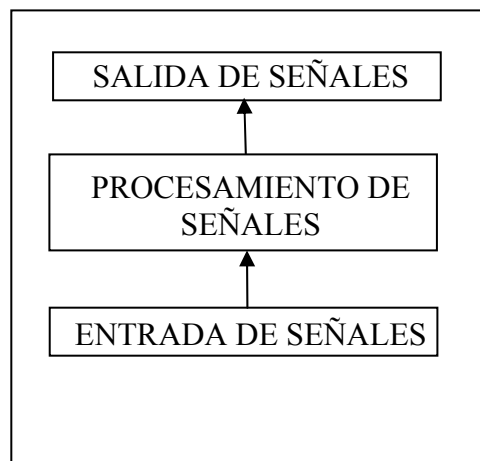 SALIDA DE SEÑALES
PROCESAMIENTO DE
SEÑALES
ENTRADA DE SEÑALES